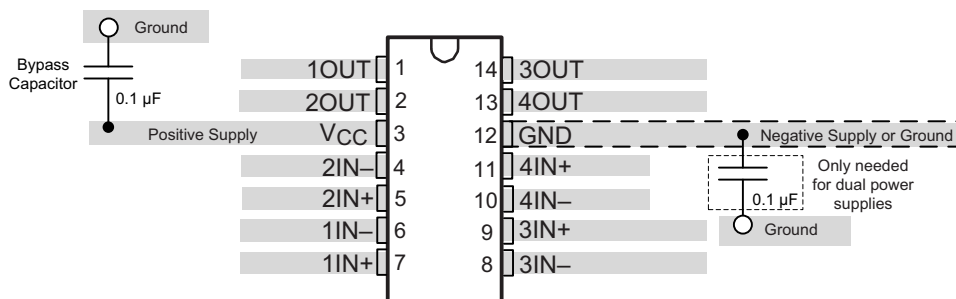 Ground
Bypass
Capacitor
0.1 µF
Positive Supply
1OUT 1 14 3OUT
2OUT 2 13 4OUT
VCC 3 12 GND
2IN– 4 11 4IN+
2IN+ 5 10 4IN–
1IN– 6 9 3IN+
1IN+ 7 8 3IN–
Negative Supply or Ground
Only needed
for dual power
supplies
0.1 µF
Ground